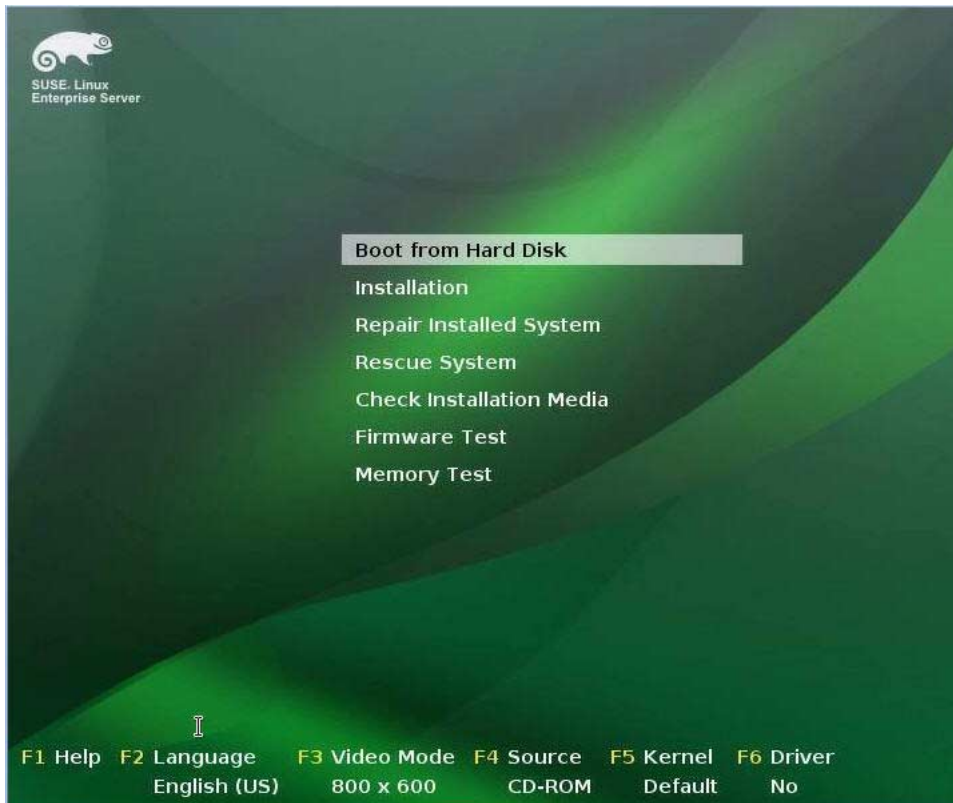 SUSE. Linux
Enterprise Server
Boot from Hard Disk
Installation
Repair Installed System
Rescue System
Check Installation Media
Firmware Test
Memory Test
F1 Help F2 Language F3 Video Mode F4 Source F5 Kernel F6 Driver
English (US) 800 x 600 CD-ROM Default No